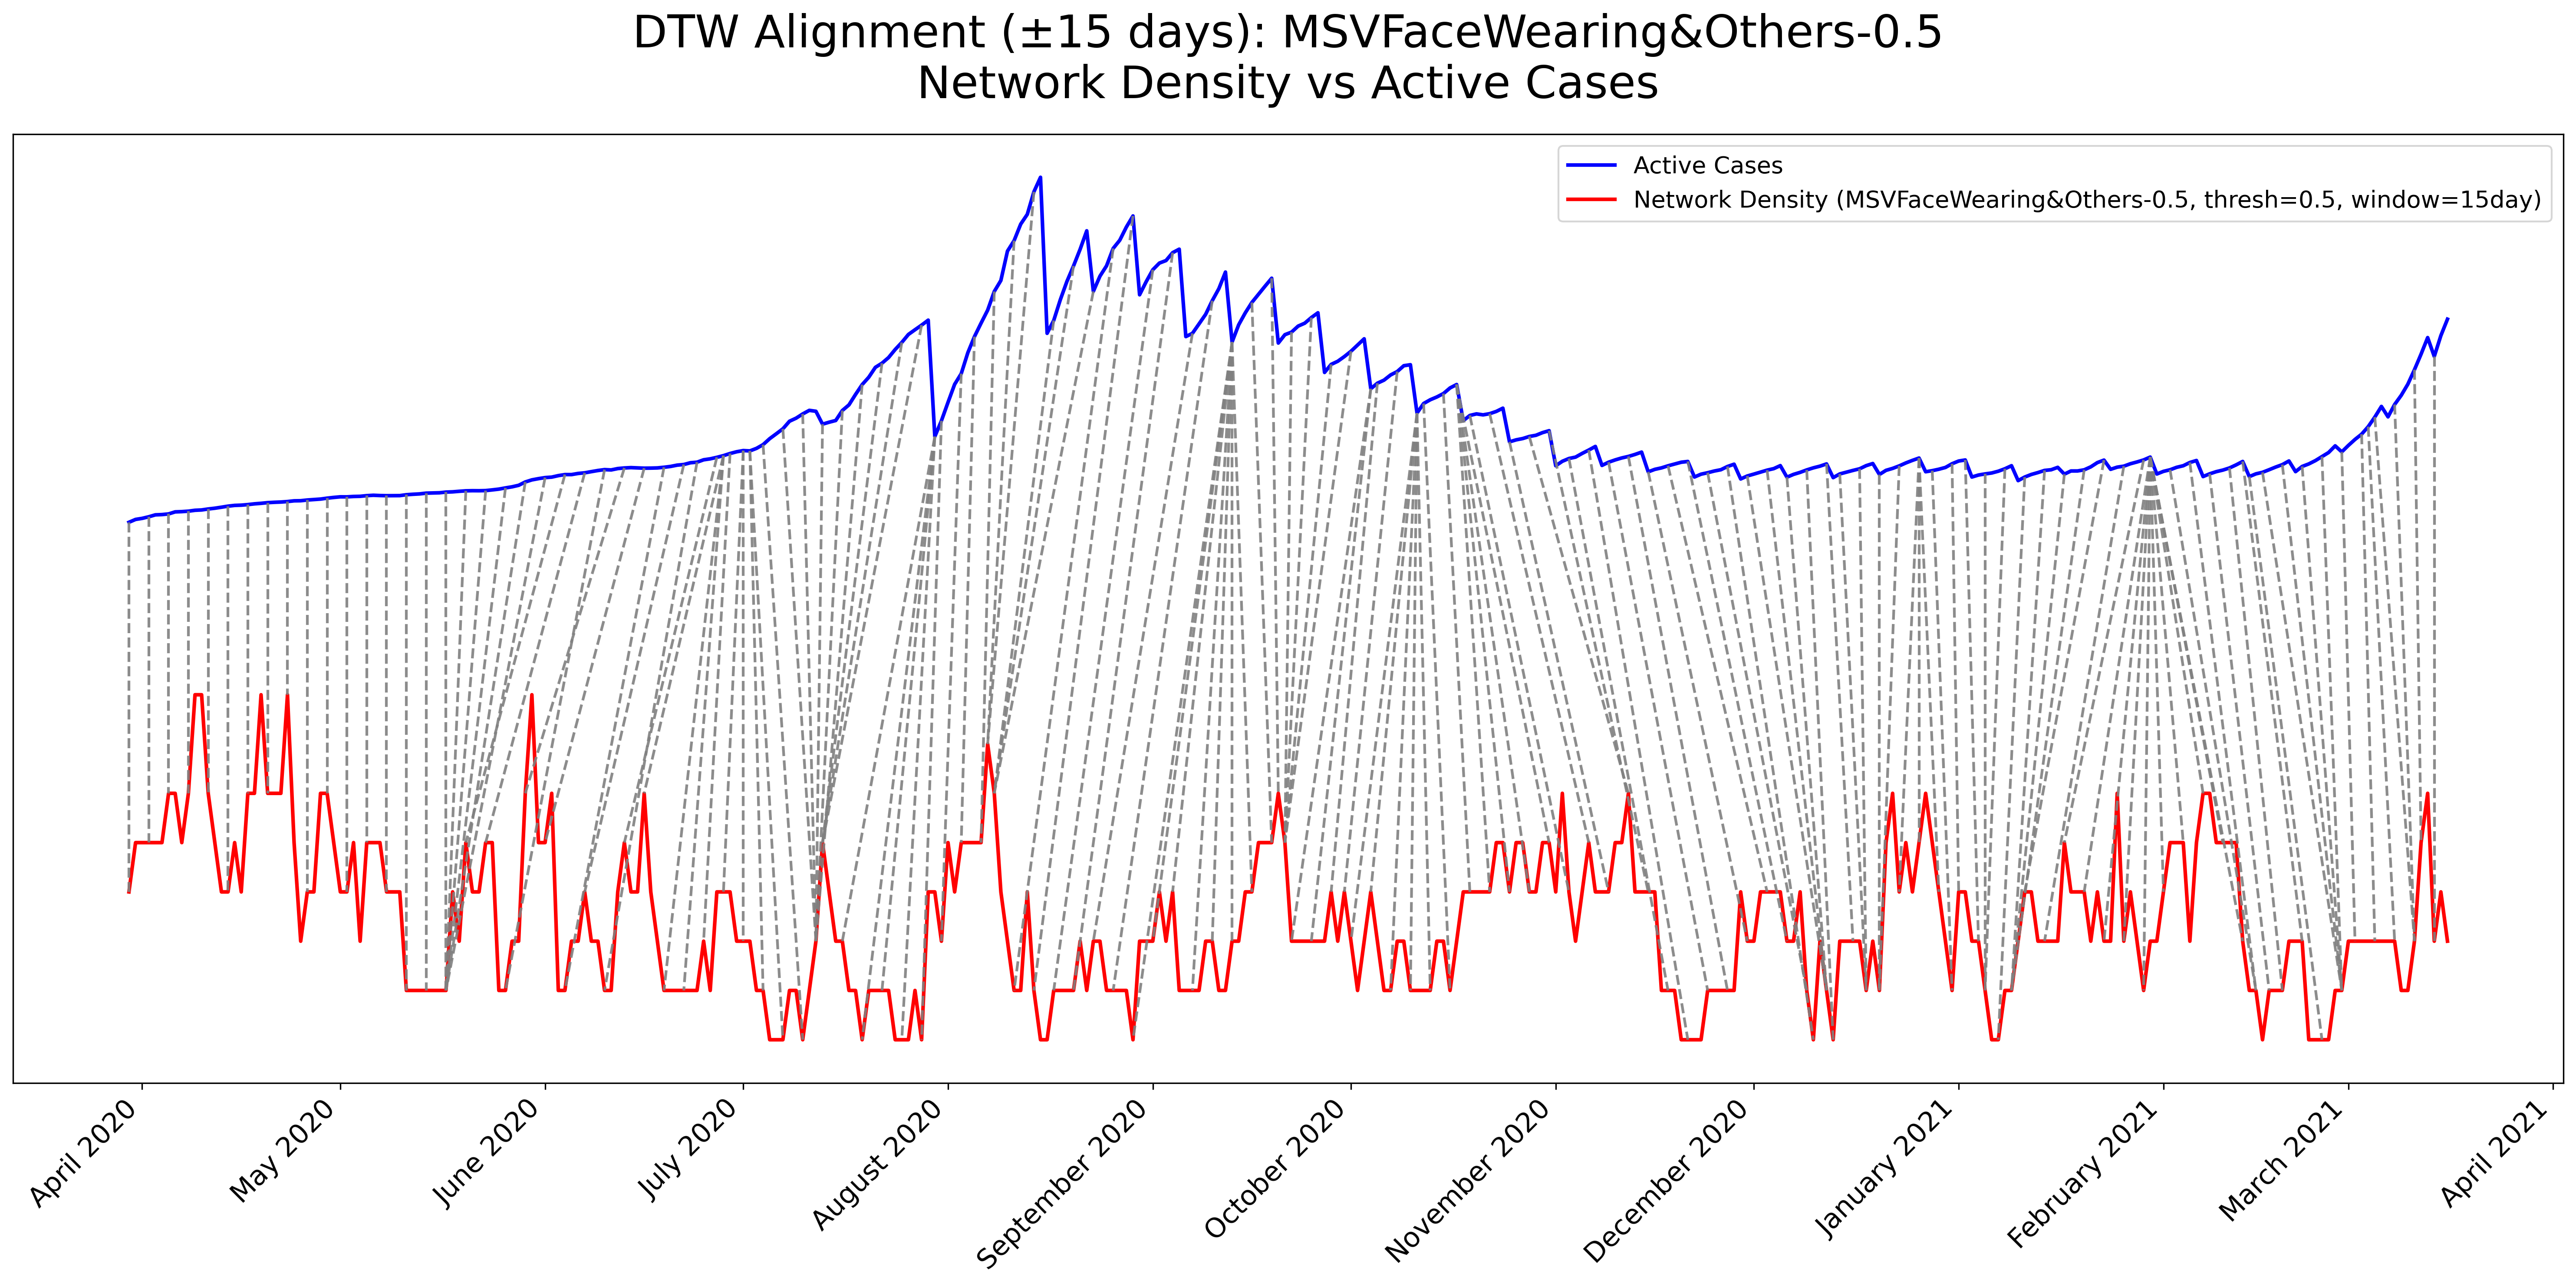 DTW Alignment (±15 days): MSVFaceWearing&Others-0.5
Network Density vs Active Cases
Active Cases
Network Density (MSVFaceWearing&Others-0.5, thresh=0.5, window=15day)
April 2020
May 2020
June 2020
July 2020
August 2020
September 2020
October 2020
November 2020
December 2020
January 2021
February 2021
March 2021
April 2021